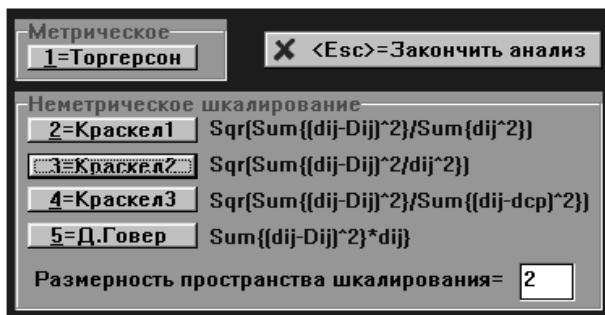 Метрическое
1=Торгерсон
<Esc>=Закончить анализ
Неметрическое шкалирование
2=Краскел1 Sqr(Sum{(dij-Dij)^2}/Sum{dij^2})
3=Краскел2 Sqr(Sum{(dij-Dij)^2/dij^2})
4=Краскел3 Sqr(Sum{(dij-Dij)^2}/Sum{(dij-dcp)^2})
5=Д.Говер Sum{(dij-Dij)^2}*dij}
Размерность пространства шкалирования= 2